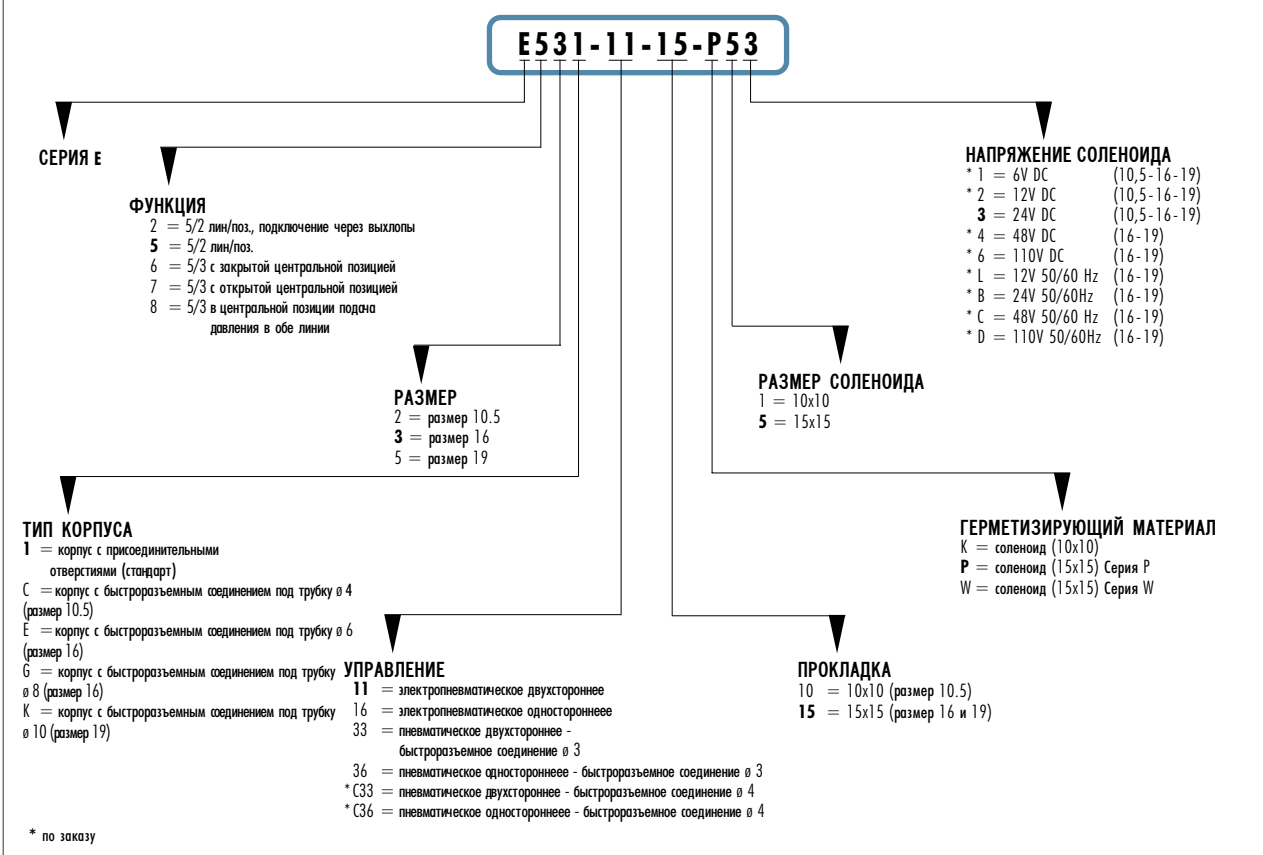 E531-11-15-P53
СЕРИЯ E
ФУНКЦИЯ
2 = 5/2 лин/поз., подключение через выхлопы
5 = 5/2 лин/поз.
6 = 5/3 с закрытой центральной позицией
7 = 5/3 с открытой центральной позицией
8 = 5/3 в центральной позиции подача
давления в обе линии
РАЗМЕР
2 = размер 10.5
3 = размер 16
5 = размер 19
ТИП КОРПУСА
1 = корпус с присоединительными
отверстиями (стандарт)
C = корпус с быстроразъемным соединением под трубку ø 4
(размер 10.5)
E = корпус с быстроразъемным соединением под трубку ø 6
(размер 16)
G = корпус с быстроразъемным соединением под трубку
ø 8 (размер 16)
K = корпус с быстроразъемным соединением под трубку
ø 10 (размер 19)
УПРАВЛЕНИЕ
11 = электропневматическое двухстороннее
16 = электропневматическое одностороннеее
33 = пневматическое двухстороннее -
быстроразъемное соединение ø 3
36 = пневматическое одностороннеее - быстроразъемное соединение ø 3
* C33 = пневматическое двухстороннее - быстроразъемное соединение ø 4
* C36 = пневматическое одностороннеее - быстроразъемное соединение ø 4
ПРОКЛАДКА
10 = 10x10 (размер 10.5)
15 = 15x15 (размер 16 и 19)
ГЕРМЕТИЗИРУЮЩИЙ МАТЕРИАЛ
K = соленоид (10x10)
P = соленоид (15x15) Серия P
W = соленоид (15x15) Серия W
РАЗМЕР СОЛЕНОИДА
1 = 10x10
5 = 15x15
НАПРЯЖЕНИЕ СОЛЕНОИДА
* 1 = 6V DC (10,5-16-19)
* 2 = 12V DC (10,5-16-19)
3 = 24V DC (10,5-16-19)
* 4 = 48V DC (16-19)
* 6 = 110V DC (16-19)
* L = 12V 50/60 Hz (16-19)
* B = 24V 50/60Hz (16-19)
* C = 48V 50/60 Hz (16-19)
* D = 110V 50/60Hz (16-19)
* по заказу